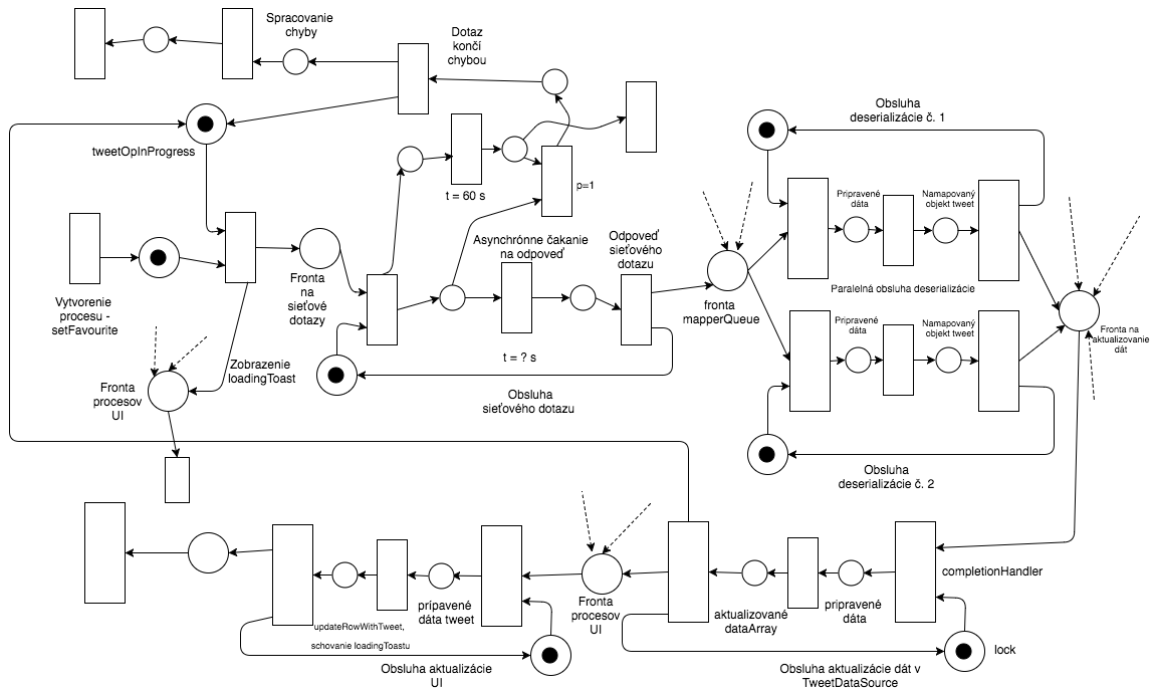 Spracovanie
chyby
Dotaz
končí
chybou
tweetOpInProgress
t = 60 s
p=1
Obsluha
deserializácie č. 1
Pripravené
dáta
Namapovaný
objekt tweet
Asynchrónne čakanie
na odpoveď
Odpoveď
sieťového
dotazu
Fronta
na
sieťové
dotazy
fronta
mapperQueue
Paralelná obsluha deserializácie
Vytvorenie
procesu -
setFavourite
Pripravené
dáta
Namapovaný
objekt tweet
Fronta na
aktualizovanie
dát
t = ? s
Zobrazenie
loadingToast
Fronta
procesov
UI
Obsluha
sieťového dotazu
Obsluha
deserializácie č. 2
completionHandler
Fronta
procesov
UI
aktualizované
dataArray
pripravené
dáta
prípavené
dáta tweet
updateRowWithTweet,
schovanie loadingToastu
lock
Obsluha aktualizácie
UI
Obsluha aktualizácie dát v
TweetDataSource